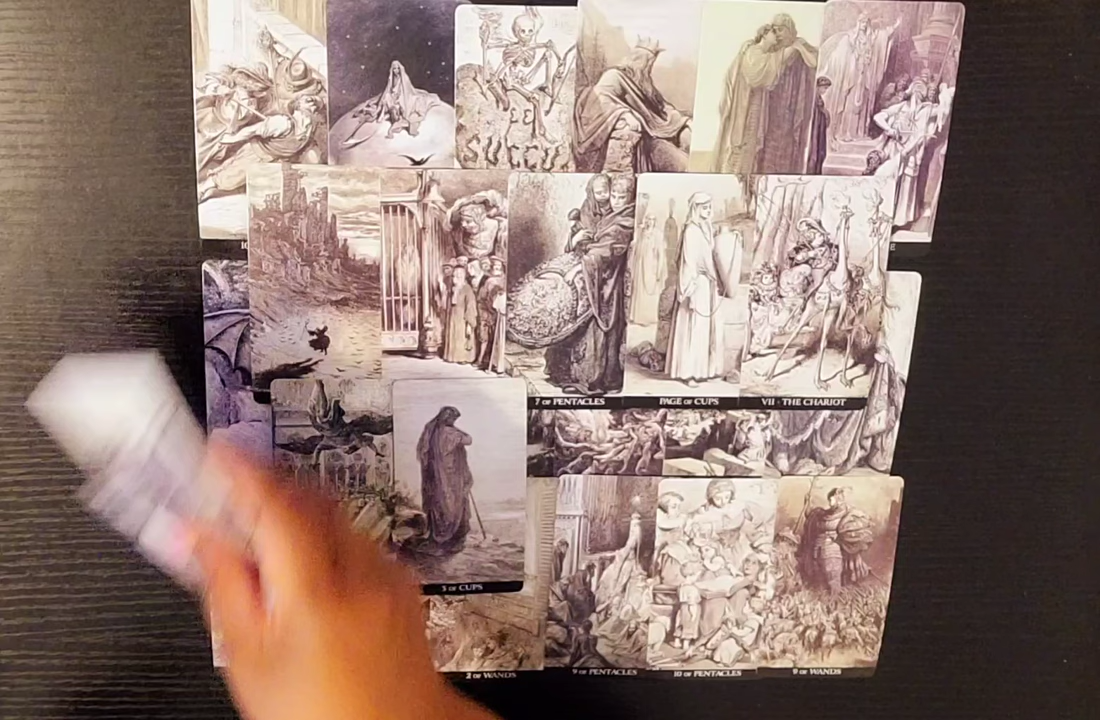 SUCCU
7 OF PENTACLES
PAGE OF CUPS
VII · THE CHARIOT
5 OF CUPS
2 OF WANDS
9 OF PENTACLES
10 OF PENTACLES
9 OF WANDS